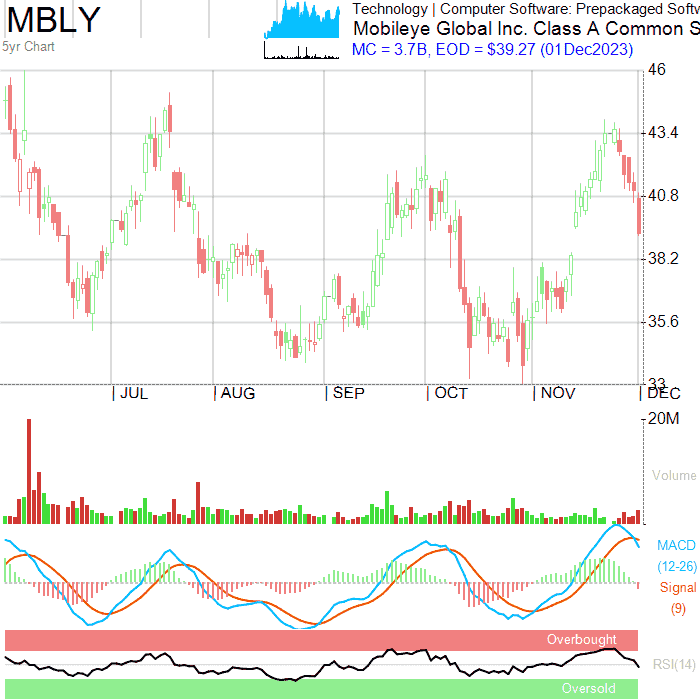 MBLY
5yr Chart
Technology | Computer Software: Prepackaged Softw
Mobileye Global Inc. Class A Common S
MC = 3.7B, EOD = $39.27 (01Dec2023)
46
43.4
40.8
38.2
35.6
33
JUL
AUG
SEP
OCT
NOV
DEC
20M
Volume
MACD
(12-26)
Signal
(9)
Overbought
RSI(14)
Oversold